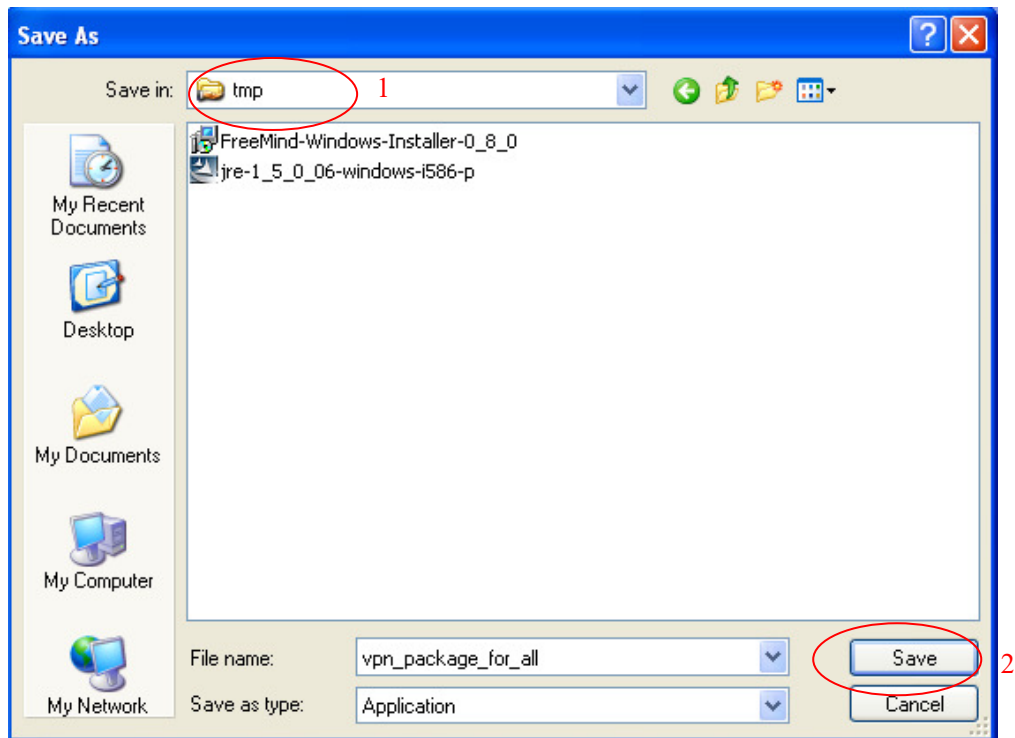 Save As
Save in: tmp 1
FreeMind-Windows-Installer-0_8_0
jre-1_5_0_06-windows-i586-p
My Recent
Documents
Desktop
My Documents
My Computer
My Network
File name: vpn_package_for_all Save 2
Save as type: Application Cancel